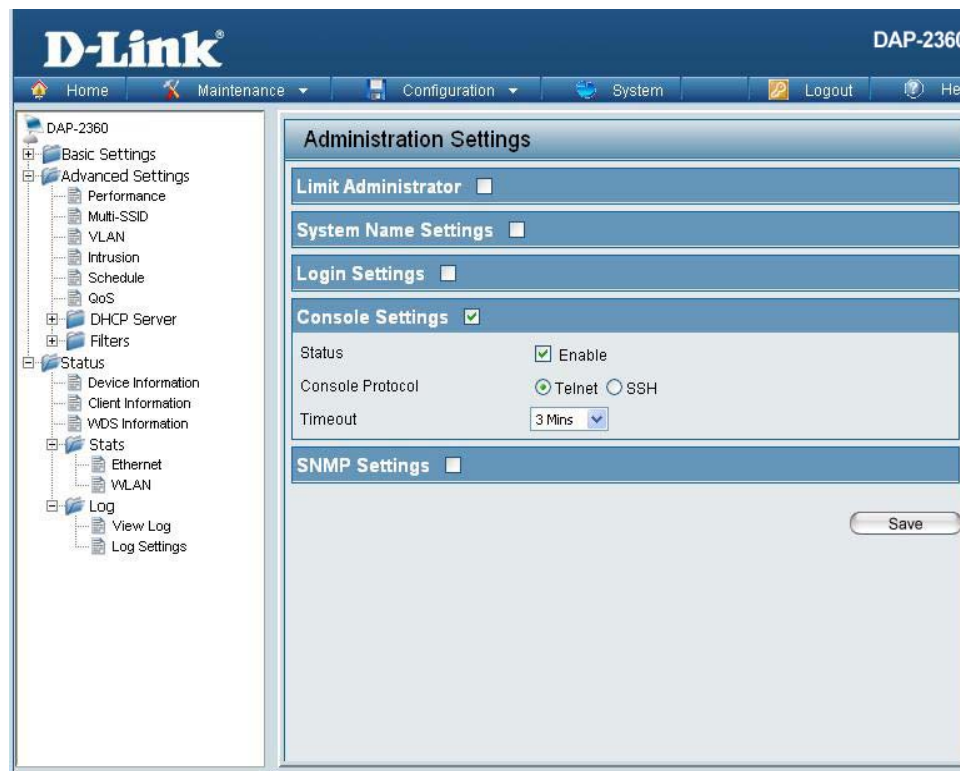 D-Link®
DAP-2360
Home Maintenance Configuration System Logout He
DAP-2360
Basic Settings
Advanced Settings
Performance
Multi-SSID
VLAN
Intrusion
Schedule
QoS
DHCP Server
Filters
Status
Device Information
Client Information
WDS Information
Stats
Ethernet
WLAN
Log
View Log
Log Settings
Administration Settings
Limit Administrator
System Name Settings
Login Settings
Console Settings
Status Enable
Console Protocol Telnet SSH
Timeout 3 Mins
SNMP Settings
Save